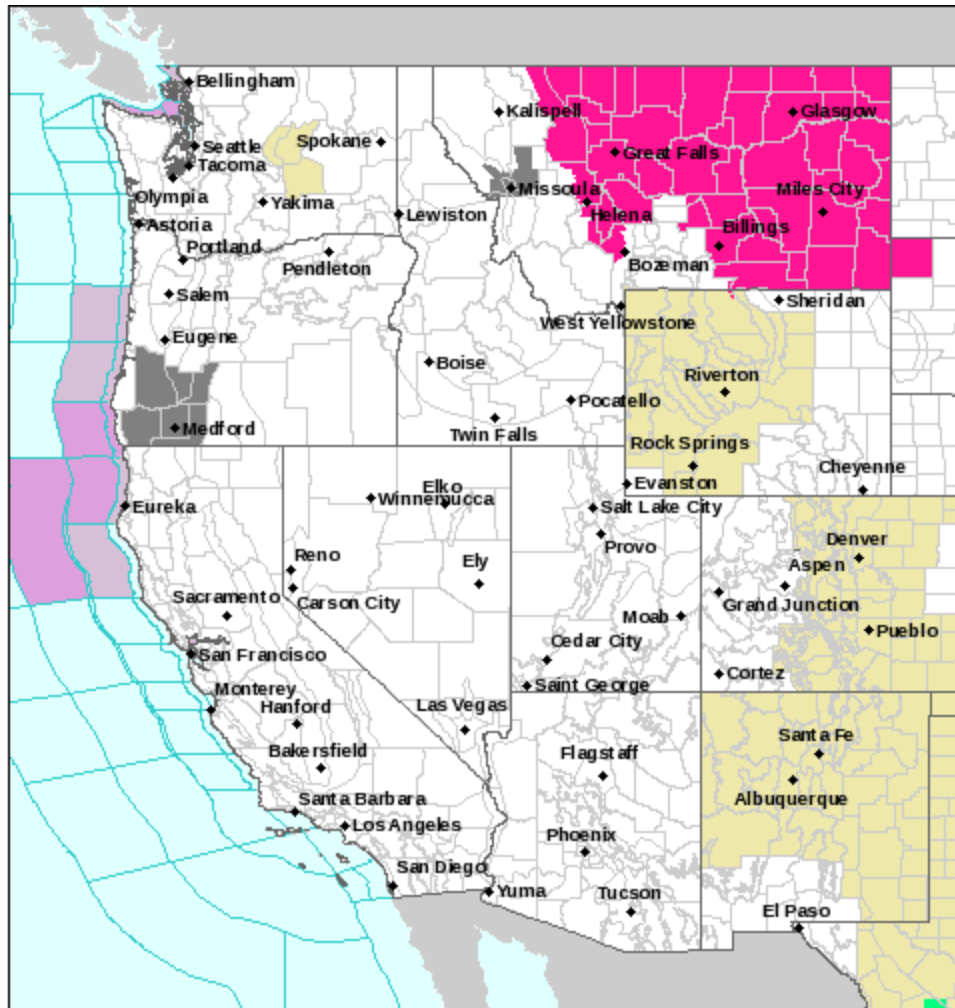 Bellingham
Kalispell
Glasgow
Spokane
Seattle
Great Falls
Tacoma
Missoula
Miles City
Olympia
Yakima
Lewiston
Helena
Astoria
Billings
Portland
Pendleton
Bozeman
Salem
Sheridan
West Yellowstone
Eugene
Boise
Riverton
Pocatello
Medford
Twin Falls
Rock Springs
Cheyenne
Evanston
Elko
Winnemucca
Eureka
Salt Lake City
Provo
Denver
Reno
Ely
Aspen
Carson City
Grand Junction
Sacramento
Moab
Pueblo
Cedar City
San Francisco
Cortez
Saint George
Monterey
Hanford
Las Vegas
Santa Fe
Bakersfield
Flagstaff
Albuquerque
Santa Barbara
Los Angeles
Phoenix
San Diego
Yuma
Tucson
El Paso